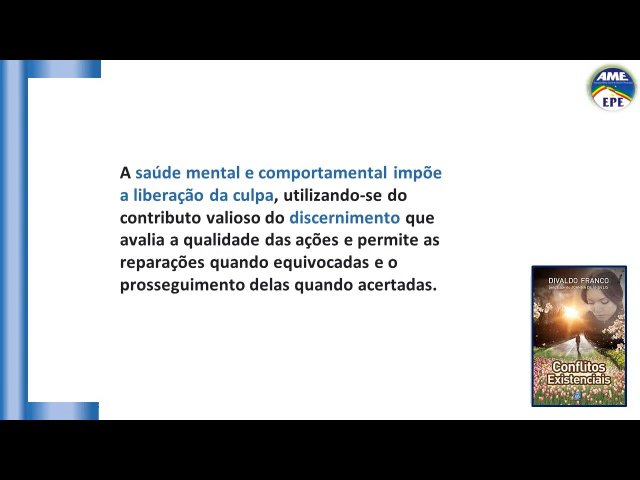 AME
EPE
A saúde mental e comportamental impõe
a liberação da culpa, utilizando-se do
contributo valioso do discernimento que
avalia a qualidade das ações e permite as
reparações quando equivocadas e o
prosseguimento delas quando acertadas.
DIVALDO FRANCO
Conflitos
Existenciais